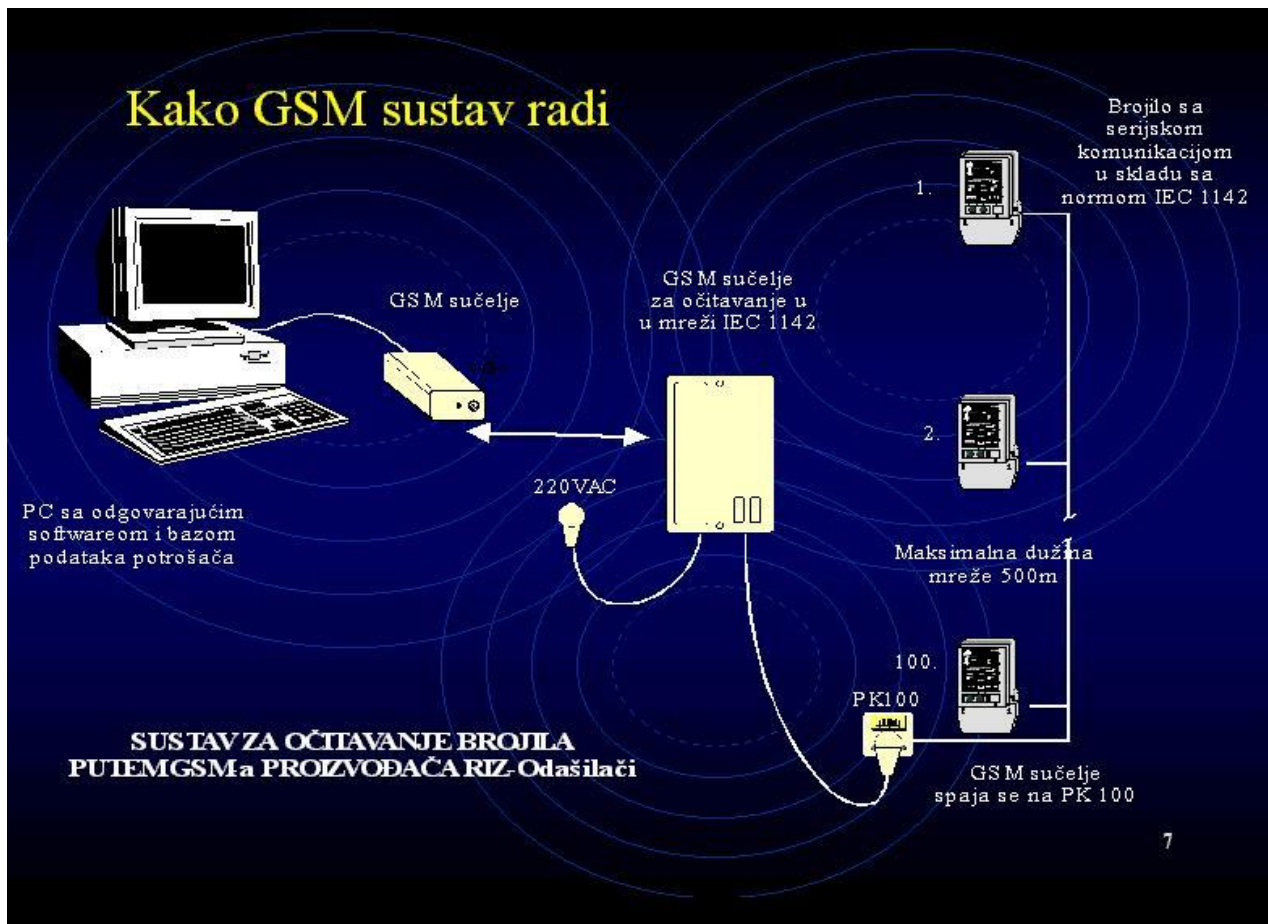 Kako GSM sustav radi
Brojilo sa
serijskom
komunikacijom
u skladu sa
normom IEC 1142
1.
GSM sučelje
GSM sučelje
za očitavanje u
u mreži IEC 1142
2.
220VAC
PC sa odgovarajućim
softwareom i bazom
podataka potrošača
Maksimalna dužina
mreže 500m
100.
PK100
SUSTAV ZA OČITAVANJE BROJILA
PUTEM GSM-a PROIZVOĐAČA RIZ-Odašilači
GSM sučelje
spaja se na PK 100
7